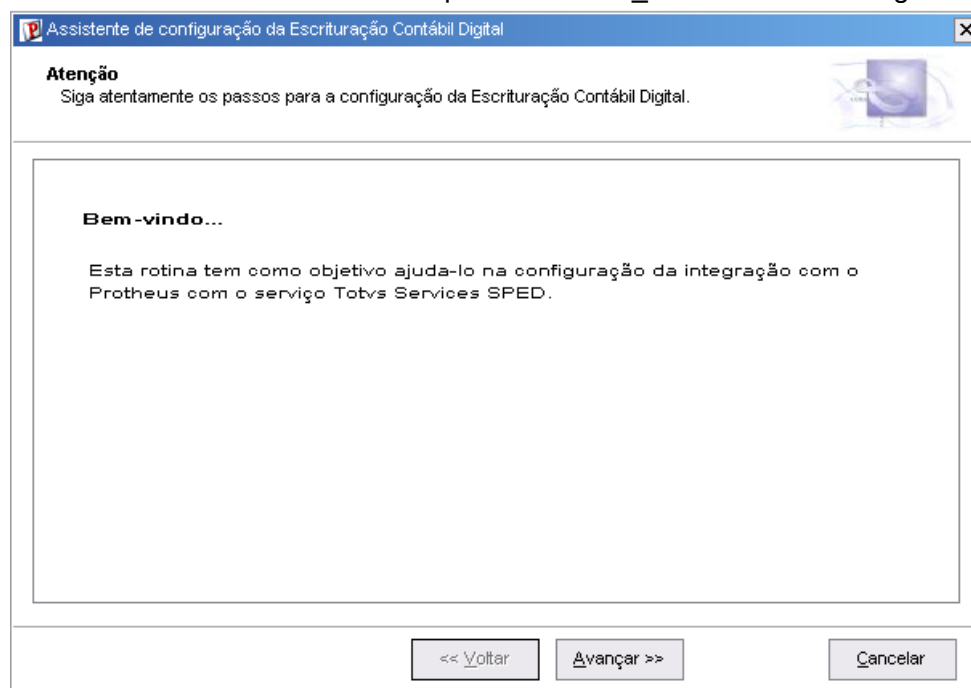 Assistente de configuração da Escrituração Contábil Digital
Atenção
Siga atentamente os passos para a configuração da Escrituração Contábil Digital.
Bem-vindo...
Esta rotina tem como objetivo ajuda-lo na configuração da integração com o
Protheus com o serviço Totvs Services SPED.
<< Voltar
Avançar >>
Cancelar